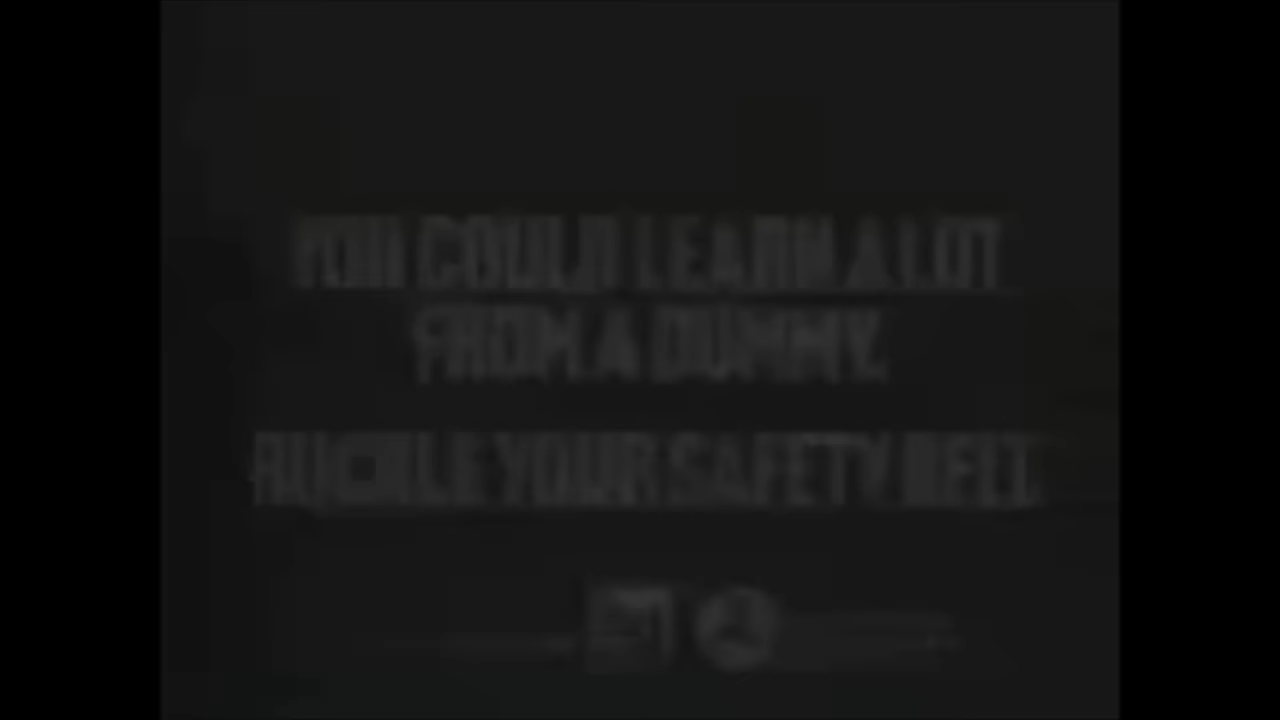 YOU COULD LEARN A LOT
FROM A DUMMY.
BUCKLE YOUR SAFETY BELT.